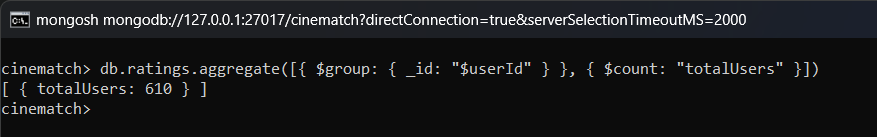 mongosh mongodb://127.0.0.1:27017/cinematch?directConnection=true&serverSelectionTimeoutMS=2000
cinematch> db.ratings.aggregate([{ $group: { _id: "$userId" } }, { $count: "totalUsers" }])
[ { totalUsers: 610 } ]
cinematch>